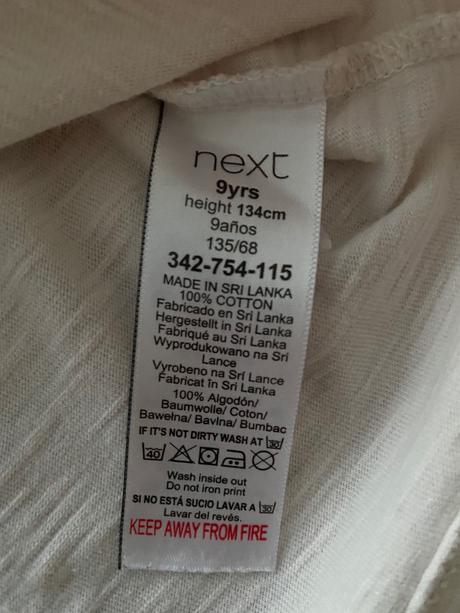 next
9yrs
height 134cm
9años
135/68
342-754-115
MADE IN SRI LANKA
100% COTTON
Fabricado en Sri Lanka
Hergestellt in Sri Lanka
Fabriqué au Sri Lanka
Wyprodukowano na Sri
Lance
Vyrobeno na Srí Lance
Fabricat în Sri Lanka
100% Algodón/
Baumwolle/ Coton/
Bawełna/ Bavlna/ Bumbac
IF IT'S NOT DIRTY WASH AT 30
40
Wash inside out
Do not iron print
SI NO ESTÁ SUCIO LAVAR A 30
Lavar del revés.
KEEP AWAY FROM FIRE